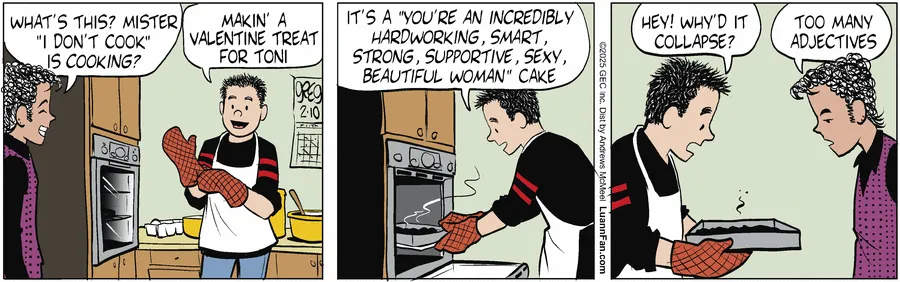 WHAT'S THIS? MISTER
"I DON'T COOK"
IS COOKING?
MAKIN' A
VALENTINE TREAT
FOR TONI
GREG
2·10
IT'S A "YOU'RE AN INCREDIBLY
HARDWORKING, SMART,
STRONG, SUPPORTIVE, SEXY,
BEAUTIFUL WOMAN" CAKE
©2025 GEC Inc. Dist by Andrews McMeel LuannFan.com
HEY! WHY'D IT
COLLAPSE?
TOO MANY
ADJECTIVES